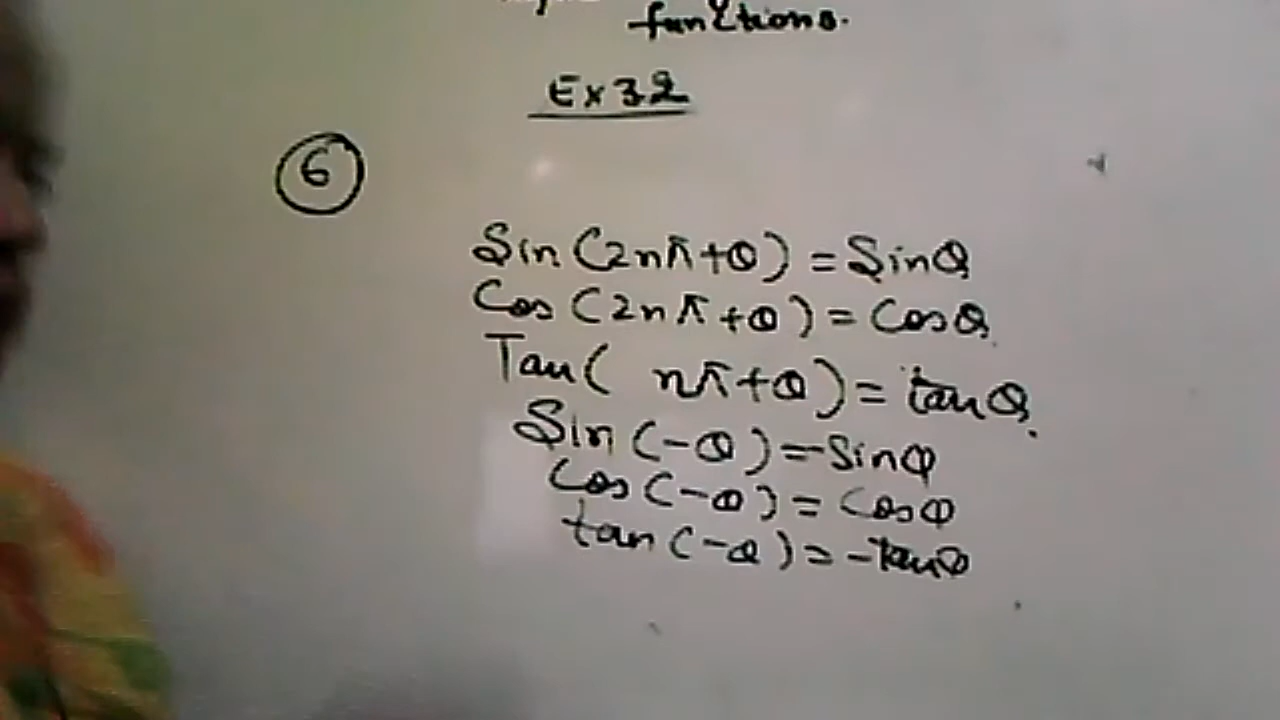 functions.
Ex 3.2
6
Sin(2nπ+θ) = Sinθ
Cos(2nπ+θ) = Cosθ
Tan( nπ+θ) = tanθ.
Sin(-θ) = -Sinθ
Cos(-θ) = Cosθ
tan(-θ) = -tanθ